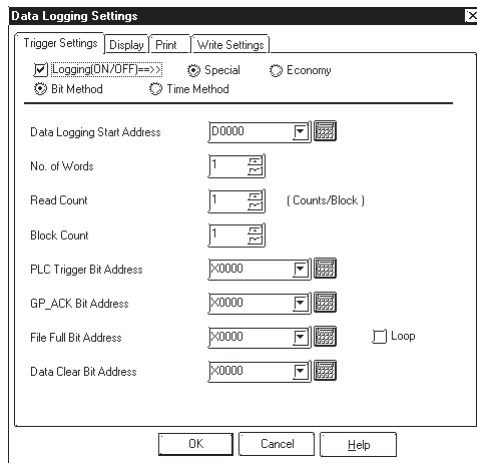 Data Logging Settings
Trigger Settings Display Print Write Settings
Logging(ON/OFF)==>> Special Economy
Bit Method Time Method
Data Logging Start Address D0000
No. of Words 1
Read Count 1 ( Counts/Block )
Block Count 1
PLC Trigger Bit Address X0000
GP_ACK Bit Address X0000
File Full Bit Address X0000 Loop
Data Clear Bit Address X0000
OK Cancel Help